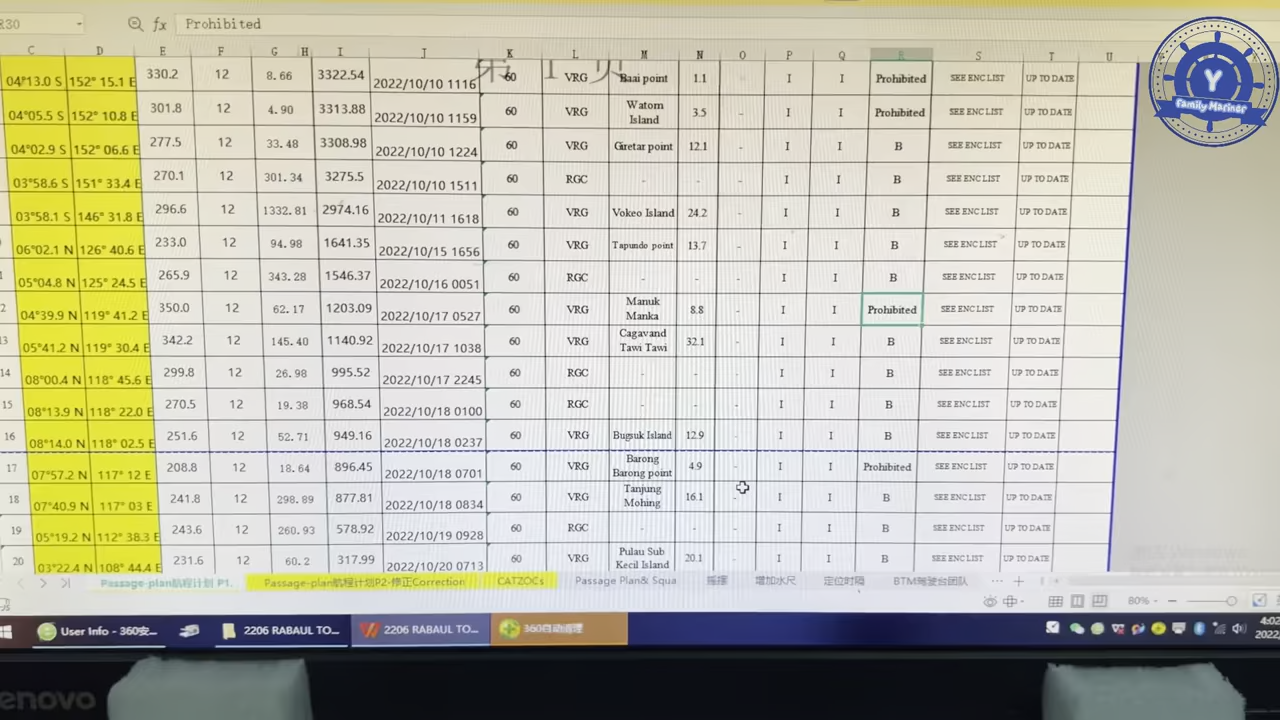 R30 fx Prohibited
C D E F G H I J K L M N O P Q R S T U
04°13.0 S 152° 15.1 E 330.2 12 8.66 3322.54 2022/10/10 1116 60 VRG Baai point 1.1 - I I Prohibited SEE ENC LIST UP TO DATE
04°05.5 S 152° 10.8 E 301.8 12 4.90 3313.88 2022/10/10 1159 60 VRG Watom Island 3.5 - I I Prohibited SEE ENC LIST UP TO DATE
04°02.9 S 152° 06.6 E 277.5 12 33.48 3308.98 2022/10/10 1224 60 VRG Giretar point 12.1 - I I B SEE ENC LIST UP TO DATE
03°58.6 S 151° 33.4 E 270.1 12 301.34 3275.5 2022/10/10 1511 60 RGC - - - I I B SEE ENC LIST UP TO DATE
03°58.1 S 146° 31.8 E 296.6 12 1332.81 2974.16 2022/10/11 1618 60 VRG Vokeo Island 24.2 - I I B SEE ENC LIST UP TO DATE
06°02.1 N 126° 40.6 E 233.0 12 94.98 1641.35 2022/10/15 1656 60 VRG Tapundo point 13.7 - I I B SEE ENC LIST UP TO DATE
05°04.8 N 125° 24.5 E 265.9 12 343.28 1546.37 2022/10/16 0051 60 RGC - - - I I B SEE ENC LIST UP TO DATE
04°39.9 N 119° 41.2 E 350.0 12 62.17 1203.09 2022/10/17 0527 60 VRG Manuk Manka 8.8 - I I Prohibited SEE ENC LIST UP TO DATE
13 05°41.2 N 119° 30.4 E 342.2 12 145.40 1140.92 2022/10/17 1038 60 VRG Cagavand Tawi Tawi 32.1 - I I B SEE ENC LIST UP TO DATE
14 08°00.4 N 118° 45.6 E 299.8 12 26.98 995.52 2022/10/17 2245 60 RGC - - - I I B SEE ENC LIST UP TO DATE
15 08°13.9 N 118° 22.0 E 270.5 12 19.38 968.54 2022/10/18 0100 60 RGC - - - I I B SEE ENC LIST UP TO DATE
16 08°14.0 N 118° 02.5 E 251.6 12 52.71 949.16 2022/10/18 0237 60 VRG Bugsuk Island 12.9 - I I B SEE ENC LIST UP TO DATE
17 07°57.2 N 117° 12 E 208.8 12 18.64 896.45 2022/10/18 0701 60 VRG Barong Barong point 4.9 - I I Prohibited SEE ENC LIST UP TO DATE
18 07°40.9 N 117° 03 E 241.8 12 298.89 877.81 2022/10/18 0834 60 VRG Tanjung Mohing 16.1 - I I B SEE ENC LIST UP TO DATE
19 05°19.2 N 112° 38.3 E 243.6 12 260.93 578.92 2022/10/19 0928 60 RGC - - - I I B SEE ENC LIST UP TO DATE
20 03°22.4 N 108° 44.4 E 231.6 12 60.2 317.99 2022/10/20 0713 60 VRG Pulau Sub Kecil Island 20.1 - I I B SEE ENC LIST UP TO DATE
Passage-plan航程计划 P1. Passage-plan航程计划P2-修正Correction CATZOCs Passage Plan& Squa 摇摆 增加水尺 定位时隔 BTM驾驶台团队 ...
80%
User Info - 360安... 2206 RABAUL TO... 2206 RABAUL TO... 360自动清理
4:02
2022
enovo
Y
Family Mariner